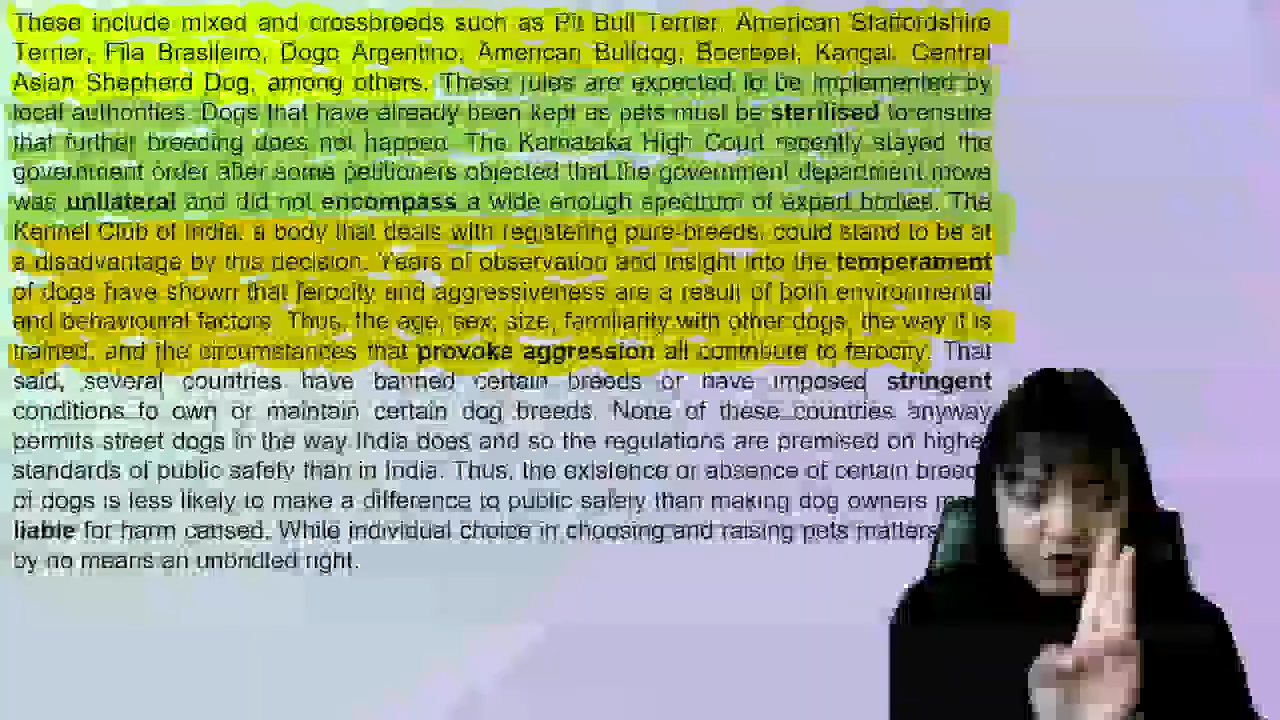 These include mixed and crossbreeds such as Pit Bull Terrier, American Staffordshire
Terrier, Fila Brasileiro, Dogo Argentino, American Bulldog, Boerboel, Kangal, Central
Asian Shepherd Dog, among others. These rules are expected to be implemented by
local authorities. Dogs that have already been kept as pets must be sterilised to ensure
that further breeding does not happen. The Karnataka High Court recently stayed the
government order after some petitioners objected that the government department move
was unilateral and did not encompass a wide enough spectrum of expert bodies. The
Kennel Club of India, a body that deals with registering pure-breeds, could stand to be at
a disadvantage by this decision. Years of observation and insight into the temperament
of dogs have shown that ferocity and aggressiveness are a result of both environmental
and behavioural factors. Thus, the age, sex, size, familiarity with other dogs, the way it is
trained, and the circumstances that provoke aggression all contribute to ferocity. That
said, several countries have banned certain breeds or have imposed stringent
conditions to own or maintain certain dog breeds. None of these countries anyway
permits street dogs in the way India does and so the regulations are premised on higher
standards of public safety than in India. Thus, the existence or absence of certain breed
of dogs is less likely to make a difference to public safety than making dog owners
liable for harm caused. While individual choice in choosing and raising pets matters
by no means an unbridled right.